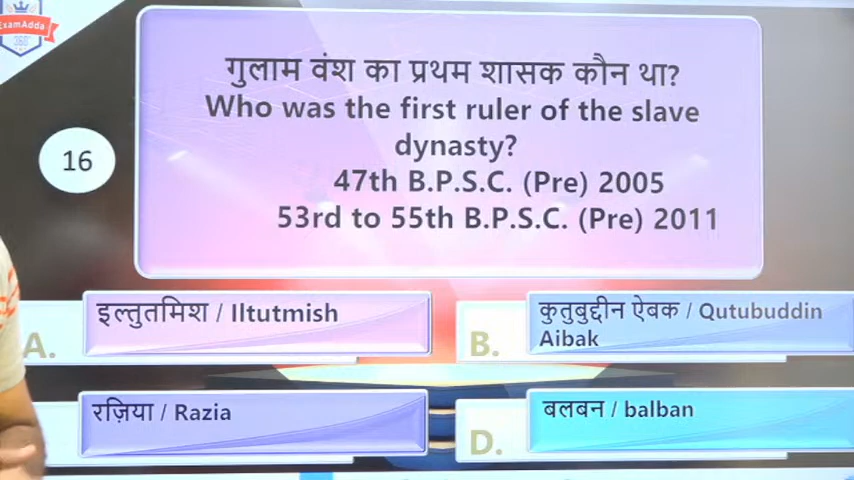 ExamAdda
360
16
गुलाम वंश का प्रथम शासक कौन था?
Who was the first ruler of the slave
dynasty?
47th B.P.S.C. (Pre) 2005
53rd to 55th B.P.S.C. (Pre) 2011
A.
इल्तुतमिश / Iltutmish
B.
कुतुबुद्दीन ऐबक / Qutubuddin
Aibak
रज़िया / Razia
D.
बलबन / balban